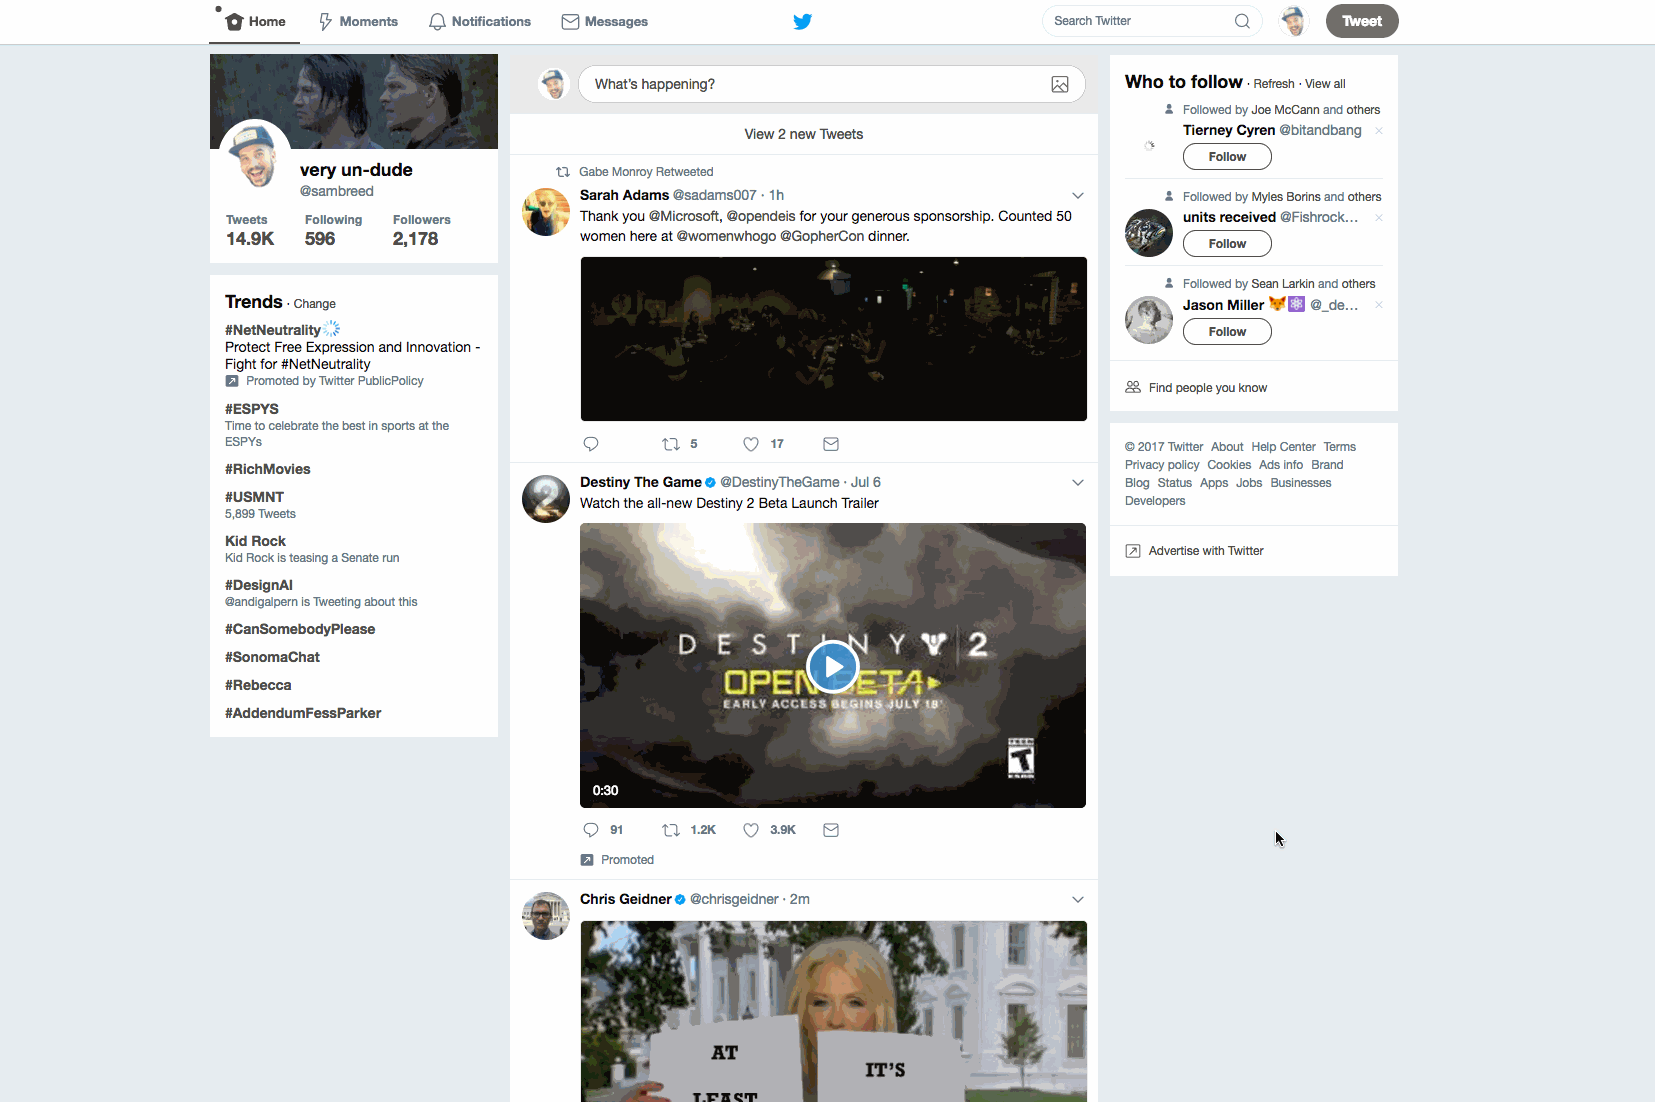 Home
Moments
Notifications
Messages
Search Twitter
Tweet
very un-dude
@sambreed
Tweets Following Followers
14.9K 596 2,178
Trends · Change
#NetNeutrality
Protect Free Expression and Innovation -
Fight for #NetNeutrality
Promoted by Twitter PublicPolicy
#ESPYS
Time to celebrate the best in sports at the
ESPYs
#RichMovies
#USMNT
5,899 Tweets
Kid Rock
Kid Rock is teasing a Senate run
#DesignAI
@andigalpern is Tweeting about this
#CanSomebodyPlease
#SonomaChat
#Rebecca
#AddendumFessParker
What's happening?
View 2 new Tweets
Gabe Monroy Retweeted
Sarah Adams @sadams007 · 1h
Thank you @Microsoft, @opendeis for your generous sponsorship. Counted 50
women here at @womenwhogo @GopherCon dinner.
5 17
Destiny The Game @DestinyTheGame · Jul 6
Watch the all-new Destiny 2 Beta Launch Trailer
DESTINY 2
OPEN BETA
EARLY ACCESS BEGINS JULY 18
TEEN
T
0:30
91 1.2K 3.9K
Promoted
Chris Geidner @chrisgeidner · 2m
AT
LEAST
IT'S
Who to follow · Refresh · View all
Followed by Joe McCann and others
Tierney Cyren @bitandbang
Follow
Followed by Myles Borins and others
units received @Fishrock...
Follow
Followed by Sean Larkin and others
Jason Miller 🦊⚛ @_de...
Follow
Find people you know
© 2017 Twitter About Help Center Terms
Privacy policy Cookies Ads info Brand
Blog Status Apps Jobs Businesses
Developers
Advertise with Twitter